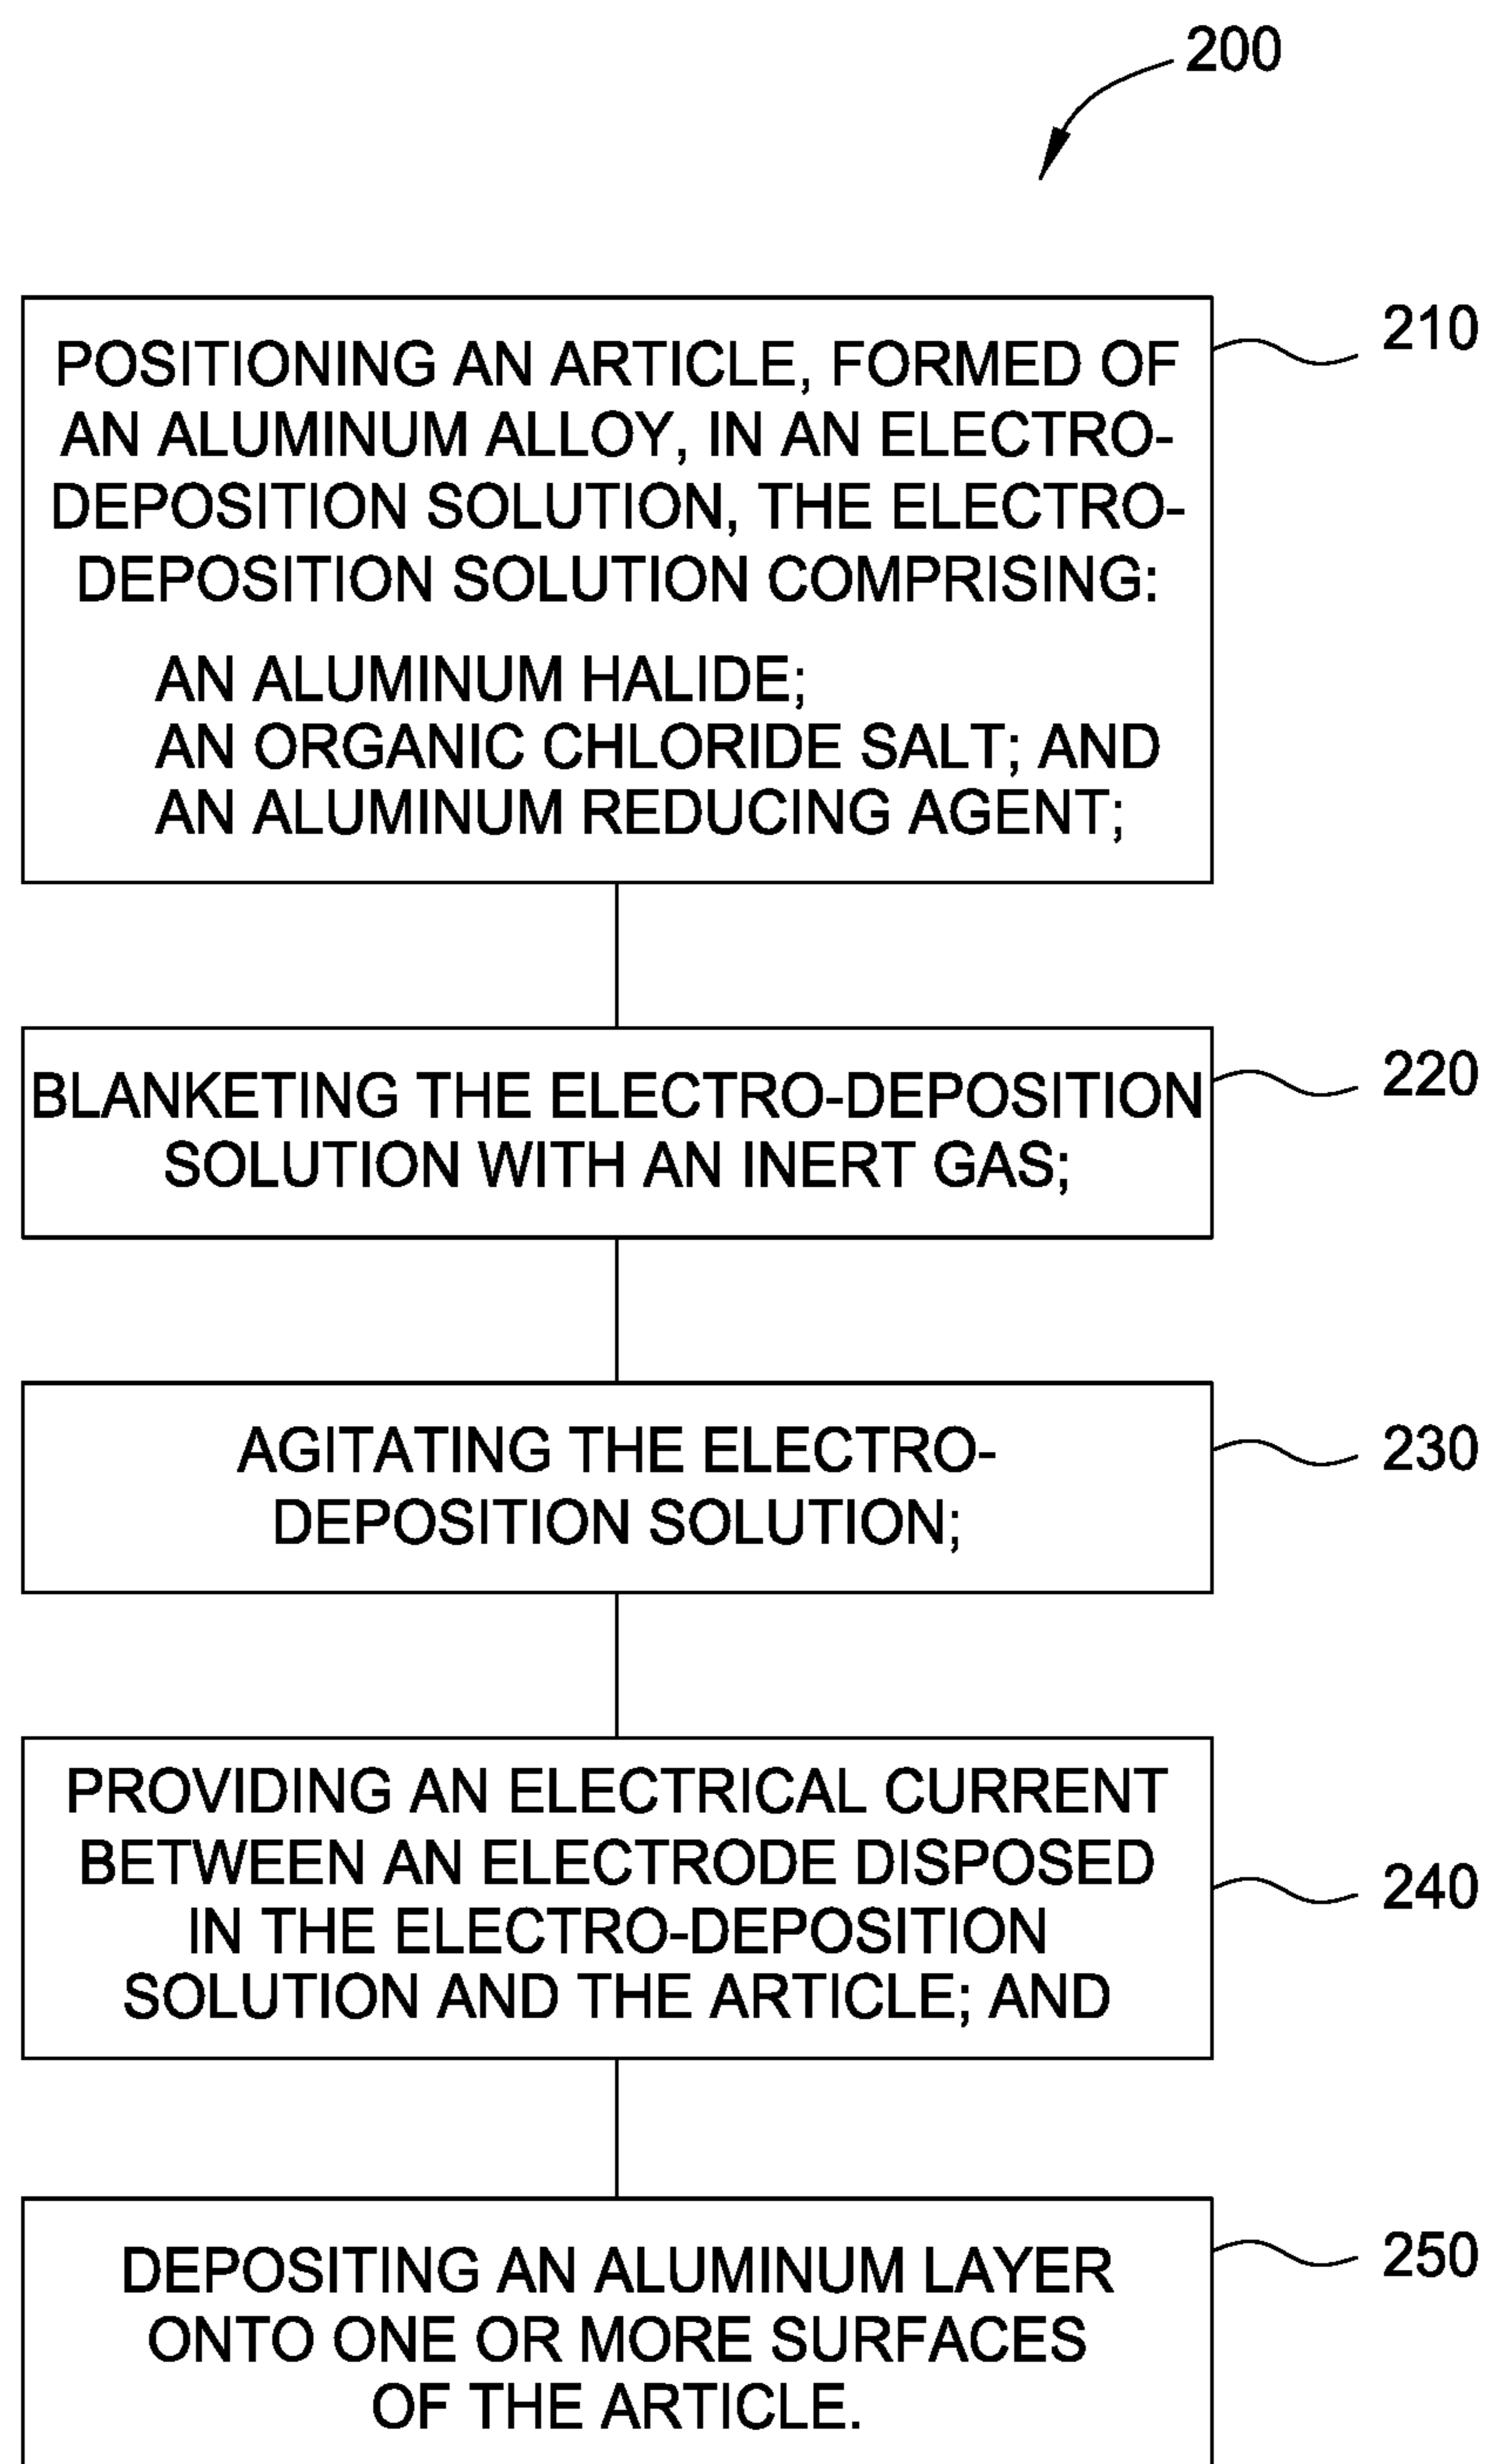 200
210
POSITIONING AN ARTICLE, FORMED OF
AN ALUMINUM ALLOY, IN AN ELECTRO-
DEPOSITION SOLUTION, THE ELECTRO-
DEPOSITION SOLUTION COMPRISING:
AN ALUMINUM HALIDE;
AN ORGANIC CHLORIDE SALT; AND
AN ALUMINUM REDUCING AGENT;
220
BLANKETING THE ELECTRO-DEPOSITION
SOLUTION WITH AN INERT GAS;
230
AGITATING THE ELECTRO-
DEPOSITION SOLUTION;
240
PROVIDING AN ELECTRICAL CURRENT
BETWEEN AN ELECTRODE DISPOSED
IN THE ELECTRO-DEPOSITION
SOLUTION AND THE ARTICLE; AND
250
DEPOSITING AN ALUMINUM LAYER
ONTO ONE OR MORE SURFACES
OF THE ARTICLE.